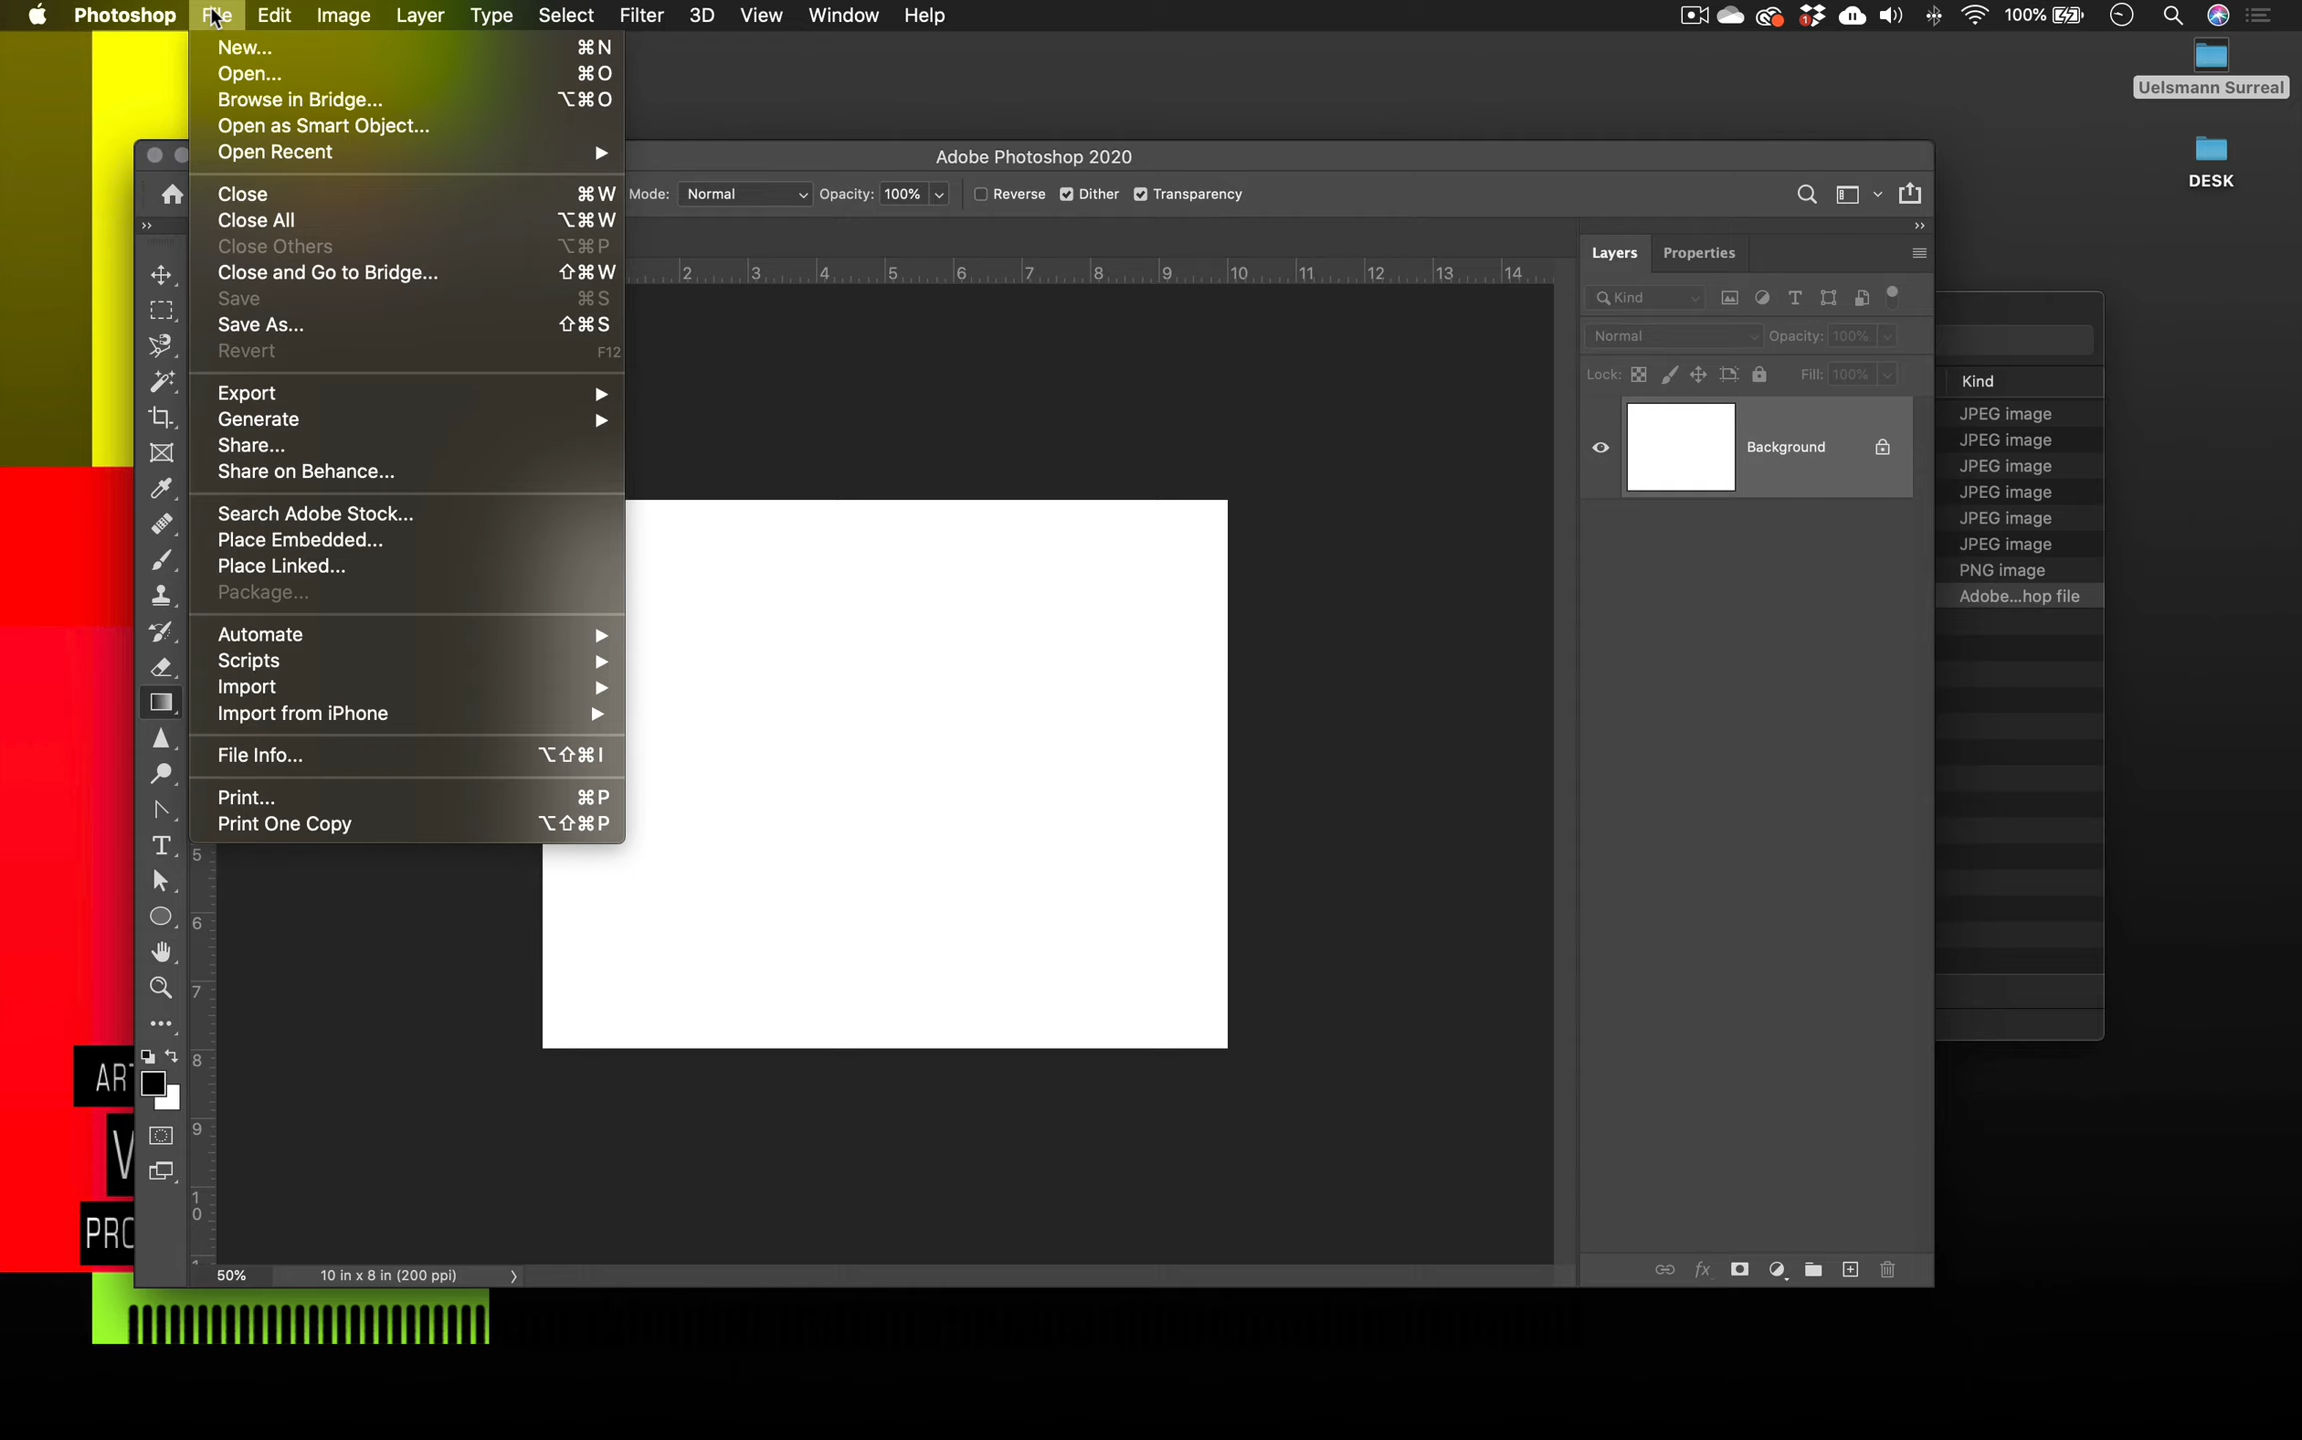 Photoshop File Edit Image Layer Type Select Filter 3D View Window Help 100%
New... ⌘N
Open... ⌘O
Browse in Bridge... ⌥⌘O
Open as Smart Object...
Open Recent ▶
Close ⌘W
Close All ⌥⌘W
Close Others ⌥⌘P
Close and Go to Bridge... ⇧⌘W
Save ⌘S
Save As... ⇧⌘S
Revert F12
Export ▶
Generate ▶
Share...
Share on Behance...
Search Adobe Stock...
Place Embedded...
Place Linked...
Package...
Automate ▶
Scripts ▶
Import ▶
Import from iPhone ▶
File Info... ⌥⇧⌘I
Print... ⌘P
Print One Copy ⌥⇧⌘P
Adobe Photoshop 2020
Mode: Normal Opacity: 100% Reverse Dither Transparency
2 3 4 5 6 7 8 9 10 11 12 13 14
5
6
7
8
9
1
0
50% 10 in x 8 in (200 ppi)
Layers Properties
Kind
Normal Opacity: 100%
Lock: Fill: 100%
Background
Kind
JPEG image
JPEG image
JPEG image
JPEG image
JPEG image
JPEG image
PNG image
Adobe...hop file
Uelsmann Surreal
DESK
ART
V
PRO